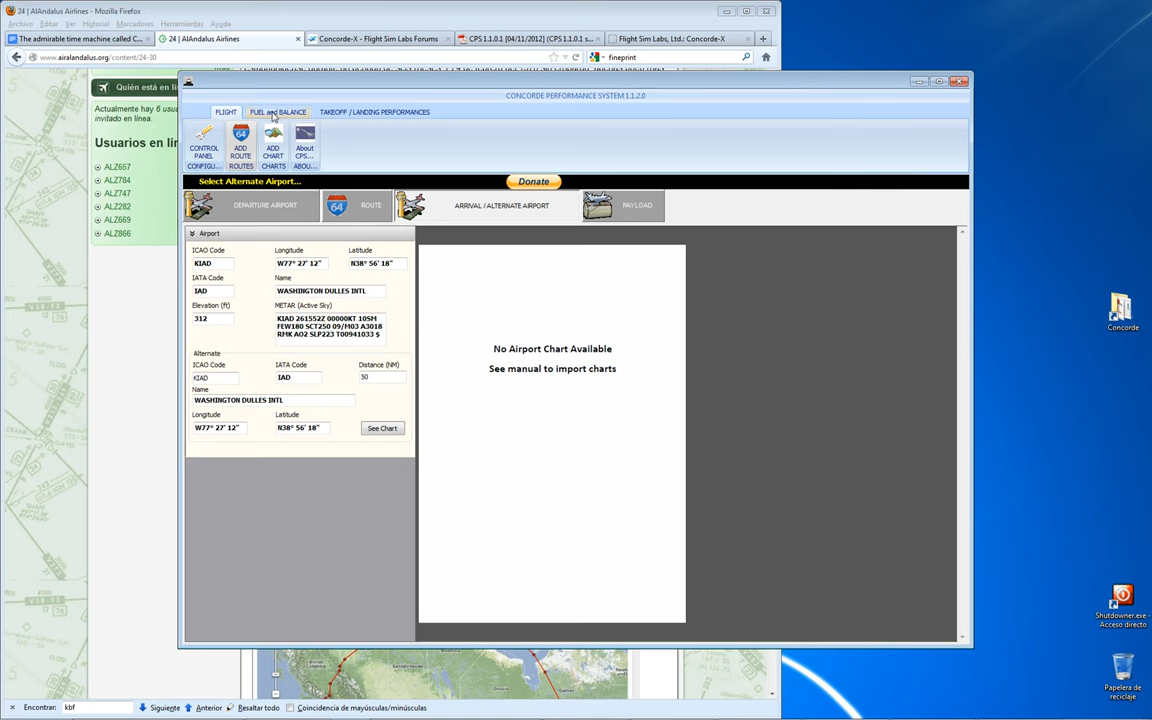 24 | AlAndalus Airlines - Mozilla Firefox
Archivo Editar Ver Historial Marcadores Herramientas Ayuda
The admirable time machine called C...
24 | AlAndalus Airlines
Concorde-X - Flight Sim Labs Forums
CPS 1.1.0.1 [04/11/2012] (CPS 1.1.0.1 s...
Flight Sim Labs, Ltd.: Concorde-X
www.airalandalus.org/content/24-30
fineprint
Quién está en lí
Actualmente hay 6 usua
invitado en línea.
Usuarios en lín
ALZ657
ALZ784
ALZ747
ALZ282
ALZ669
ALZ866
CONCORDE PERFORMANCE SYSTEM 1.1.2.0
FLIGHT
FUEL and BALANCE
TAKEOFF / LANDING PERFORMANCES
CONTROL PANEL
CONFIGU...
64
ADD ROUTE
ROUTES
ADD CHART
CHARTS
About CPS...
ABOU...
Select Alternate Airport...
Donate
DEPARTURE AIRPORT
64
ROUTE
ARRIVAL / ALTERNATE AIRPORT
PAYLOAD
Airport
ICAO Code Longitude Latitude
KIAD W77° 27' 12" N38° 56' 18"
IATA Code Name
IAD WASHINGTON DULLES INTL
Elevation (ft) METAR (Active Sky)
312
KIAD 261552Z 00000KT 10SM
FEW180 SCT250 09/M03 A3018
RMK AO2 SLP223 T00941033 $
Alternate
ICAO Code IATA Code Distance (NM)
KIAD IAD 50
Name
WASHINGTON DULLES INTL
Longitude Latitude
W77° 27' 12" N38° 56' 18"
See Chart
No Airport Chart Available
See manual to import charts
Concorde
Shutdowner.exe -
Acceso directo
Papelera de
reciclaje
Encontrar: kbf Siguiente Anterior Resaltar todo Coincidencia de mayúsculas/minúsculas